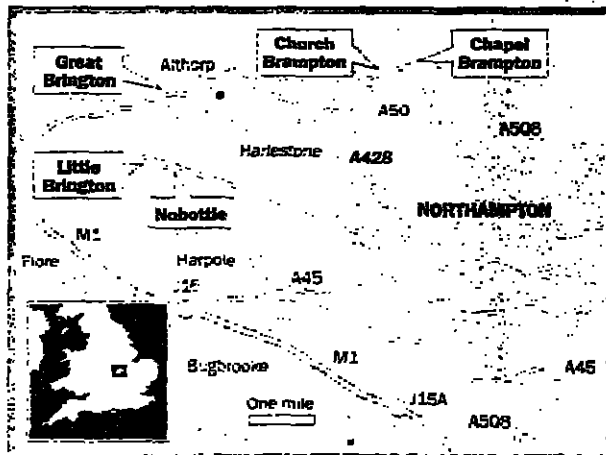 Great
Brington
Althorp
Church
Brampton
Chapel
Brampton
A50
A508
Harlestone
A428
Little
Brington
Nobottle
NORTHAMPTON
M1
Flore
Harpole
A45
Bugbrooke
M1
A45
One mile
J15A
A508